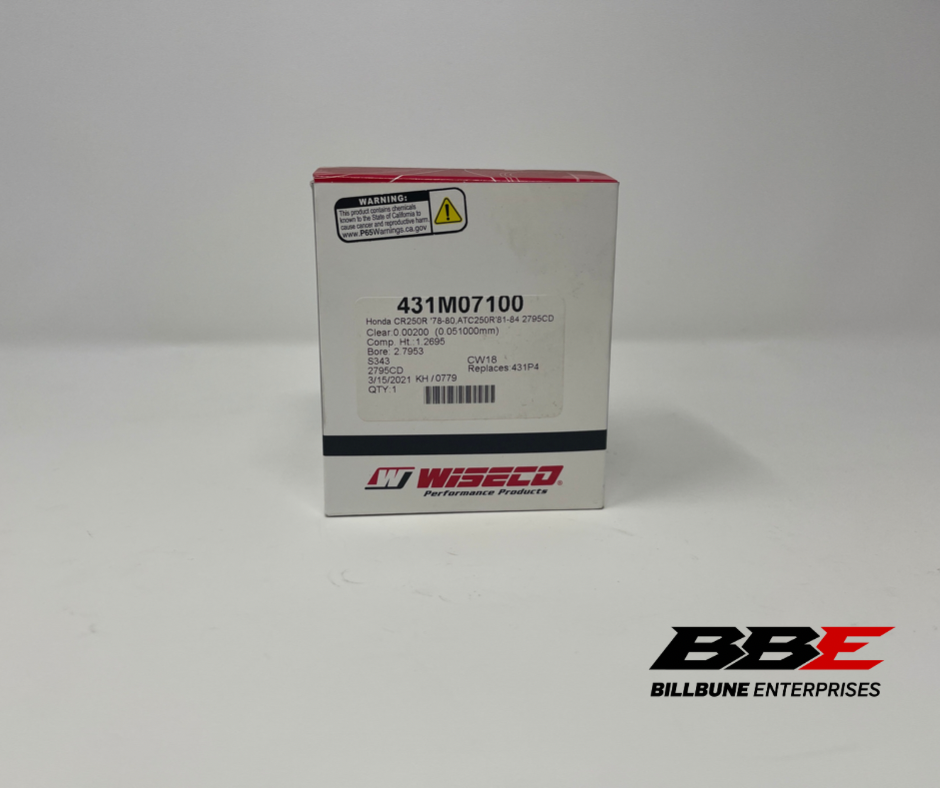 WARNING:
This product contains chemicals
known to the State of California to
cause cancer and reproductive harm.
www.P65Warnings.ca.gov
431M07100
Honda CR250R '78-80,ATC250R'81-84 2795CD
Clear:0.00200 (0.051000mm)
Comp. Ht.:1.2695
Bore: 2.7953
S343 CW18
2795CD Replaces 431P4
3/15/2021 KH / 0779
QTY:1
W WISECO®
Performance Products
BBE
BILLBUNE ENTERPRISES